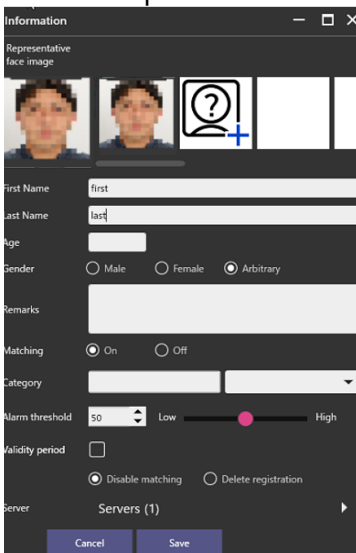 Information
Representative
face image
First Name first
Last Name last
Age
Gender Male Female Arbitrary
Remarks
Matching On Off
Category
Alarm threshold 50 Low High
Validity period
Disable matching Delete registration
Server Servers (1)
Cancel Save